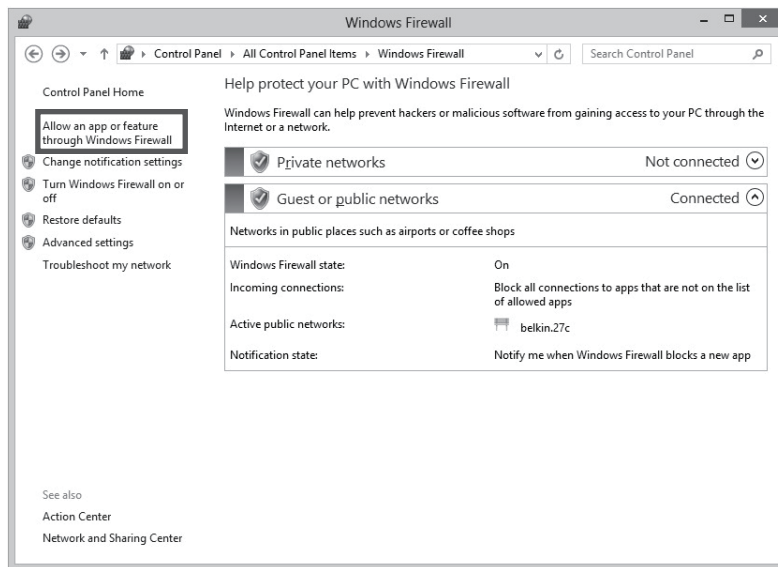 Windows Firewall
Control Panel Control Panel Items Windows Firewall
Search Control Panel
Control Panel Home
Allow an app or feature
through Windows Firewall
Change notification settings
Turn Windows Firewall on or
off
Restore defaults
Advanced settings
Troubleshoot my network
See also
Action Center
Network and Sharing Center
Help protect your PC with Windows Firewall
Windows Firewall can help prevent hackers or malicious software from gaining access to your PC through the
Internet or a network.
Private networks Not connected
Guest or public networks Connected
Networks in public places such as airports or coffee shops
Windows Firewall state: On
Incoming connections: Block all connections to apps that are not on the list
of allowed apps
Active public networks: belkin.27c
Notification state: Notify me when Windows Firewall blocks a new app